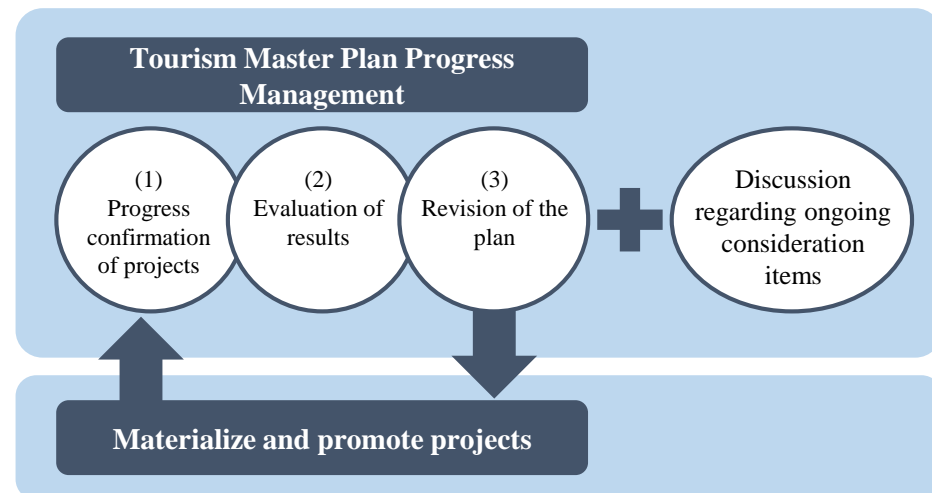 Tourism Master Plan Progress
Management
(1)
Progress
confirmation
of projects
(2)
Evaluation of
results
(3)
Revision of the
plan
Discussion
regarding ongoing
consideration
items
Materialize and promote projects